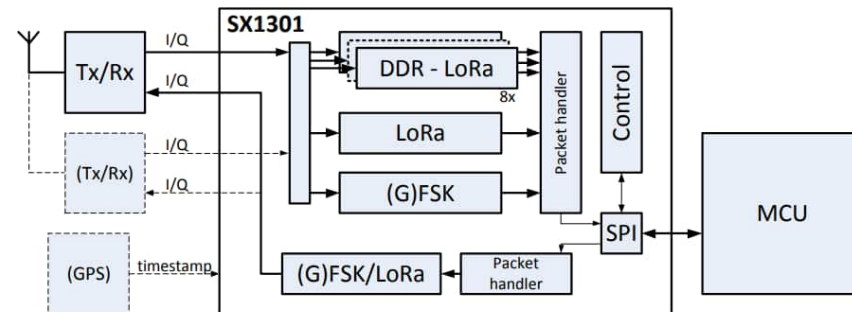 SX1301
I/Q
Tx/Rx
I/Q
DDR - LoRa
8x
Packet handler
Control
LoRa
I/Q
(Tx/Rx)
I/Q
(G)FSK
MCU
SPI
(GPS)
timestamp
(G)FSK/LoRa
Packet
handler